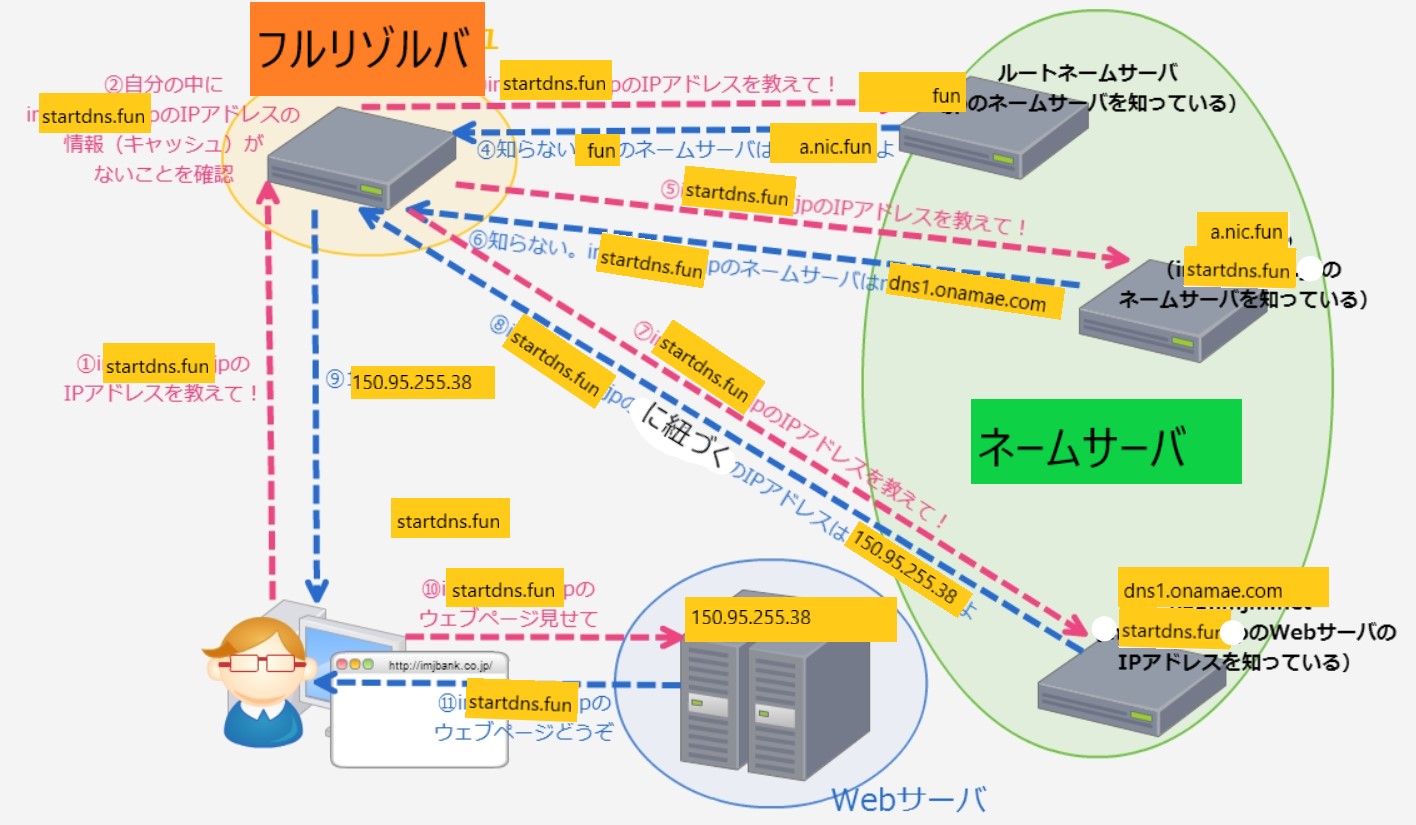 フルリゾルバ
②自分の中に
startdns.fun のIPアドレスの
情報（キャッシュ）が
ないことを確認
startdns.fun のIPアドレスを教えて！
ルートネームサーバ
fun のネームサーバを知っている）
④知らない fun のネームサーバは a.nic.fun よ
⑤ startdns.fun jpのIPアドレスを教えて！
⑥知らない。 startdns.fun pのネームサーバは dns1.onamae.com
a.nic.fun
（ startdns.fun の
ネームサーバを知っている）
⑦ startdns.fun pのIPアドレスを教えて！
⑧ startdns.fun jpの に紐づく のIPアドレスは 150.95.255.38 よ
① startdns.fun jpの
IPアドレスを教えて！
⑨ 150.95.255.38
ネームサーバ
startdns.fun
⑩ startdns.fun pの
ウェブページ見せて
150.95.255.38
dns1.onamae.com
startdns.fun のWebサーバの
IPアドレスを知っている）
http://imjbank.co.jp/
⑪ startdns.fun pの
ウェブページどうぞ
Webサーバ